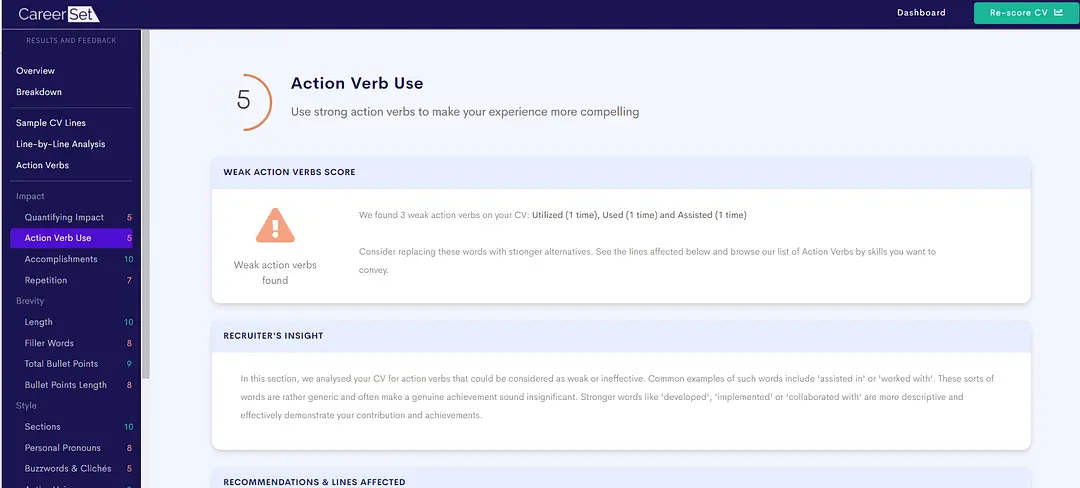 CareerSet
Dashboard
Re-score CV
RESULTS AND FEEDBACK
Overview
Breakdown
Sample CV Lines
Line-by-Line Analysis
Action Verbs
Impact
Quantifying Impact 5
Action Verb Use 5
Accomplishments 10
Repetition 7
Brevity
Length 10
Filler Words 8
Total Bullet Points 9
Bullet Points Length 8
Style
Sections 10
Personal Pronouns 8
Buzzwords & Clichés 5
5
Action Verb Use
Use strong action verbs to make your experience more compelling
WEAK ACTION VERBS SCORE
Weak action verbs
found
We found 3 weak action verbs on your CV: Utilized (1 time), Used (1 time) and Assisted (1 time)
Consider replacing these words with stronger alternatives. See the lines affected below and browse our list of Action Verbs by skills you want to
convey.
RECRUITER'S INSIGHT
In this section, we analysed your CV for action verbs that could be considered as weak or ineffective. Common examples of such words include 'assisted in' or 'worked with'. These sorts of
words are rather generic and often make a genuine achievement sound insignificant. Stronger words like 'developed', 'implemented' or 'collaborated with' are more descriptive and
effectively demonstrate your contribution and achievements.
RECOMMENDATIONS & LINES AFFECTED